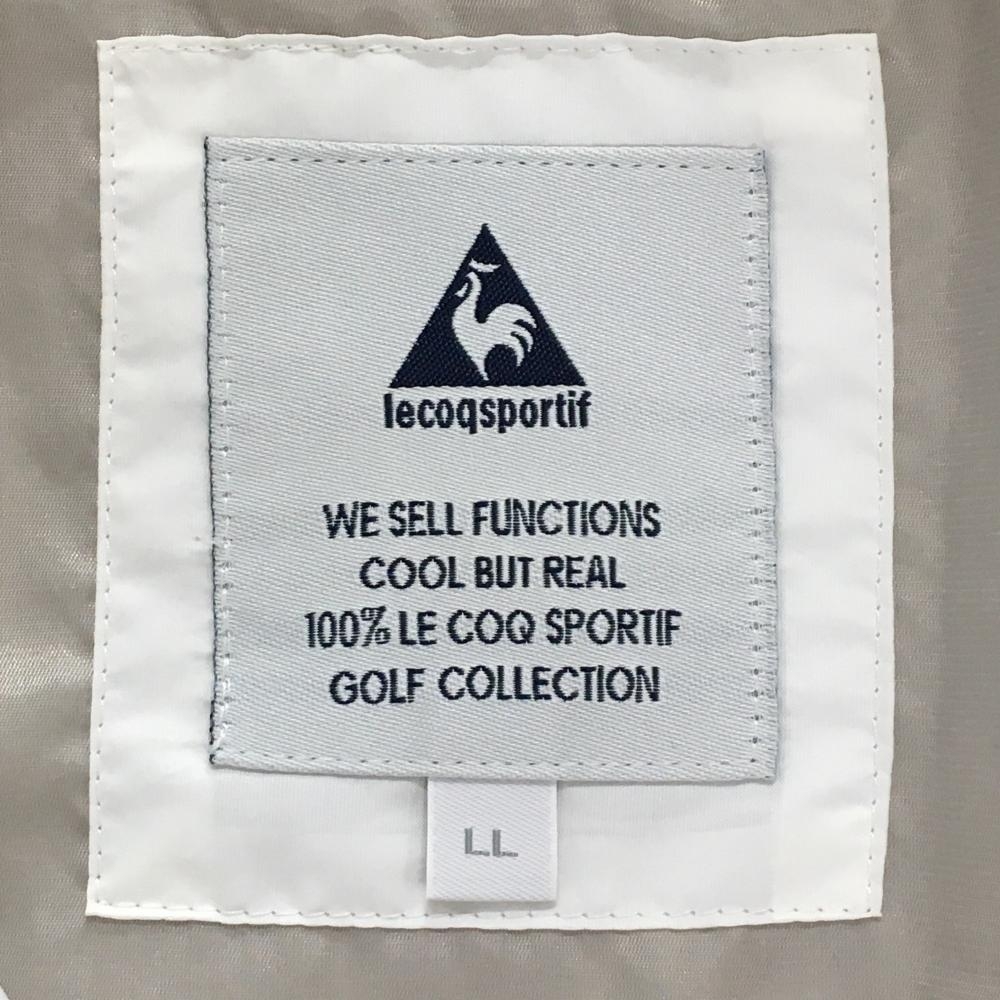 lecoqsportif
WE SELL FUNCTIONS
COOL BUT REAL
100% LE COQ SPORTIF
GOLF COLLECTION
LL